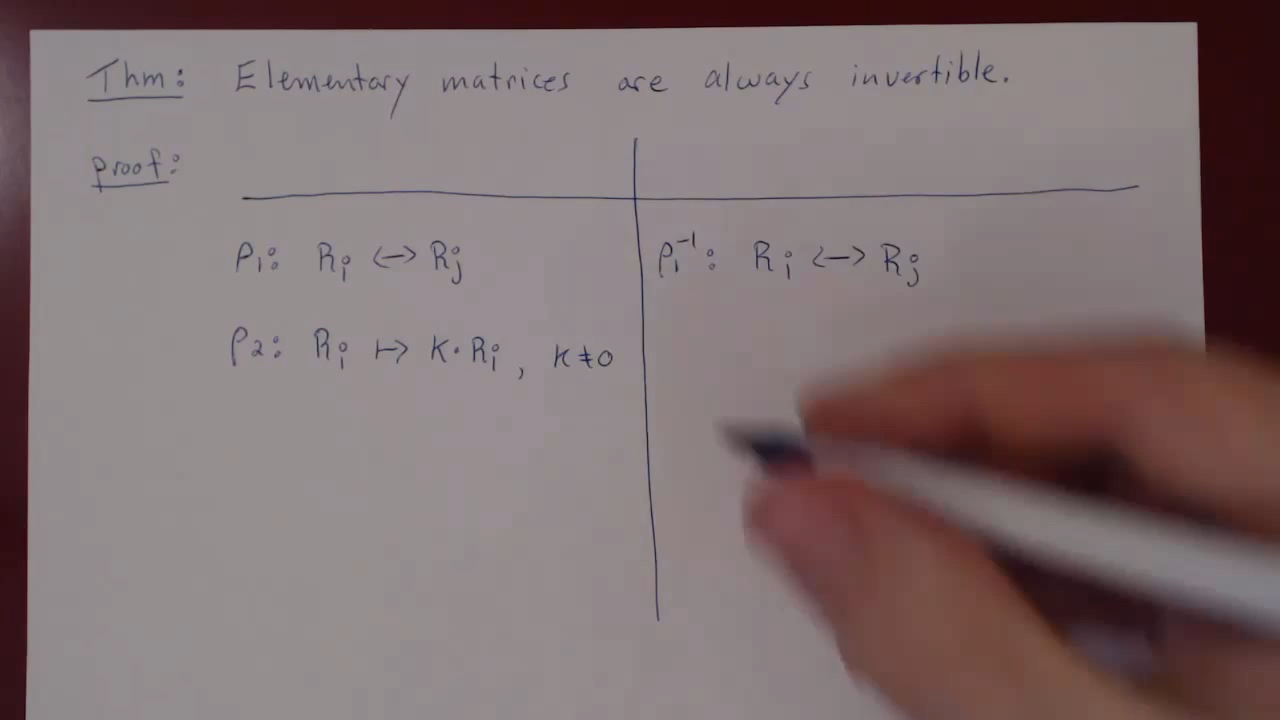 Thm: Elementary matrices are always invertible.
proof:
ρ₁: Rᵢ ↔ Rⱼ
ρ₁⁻¹: Rᵢ ↔ Rⱼ
ρ₂: Rᵢ ↦ K·Rᵢ, K≠0